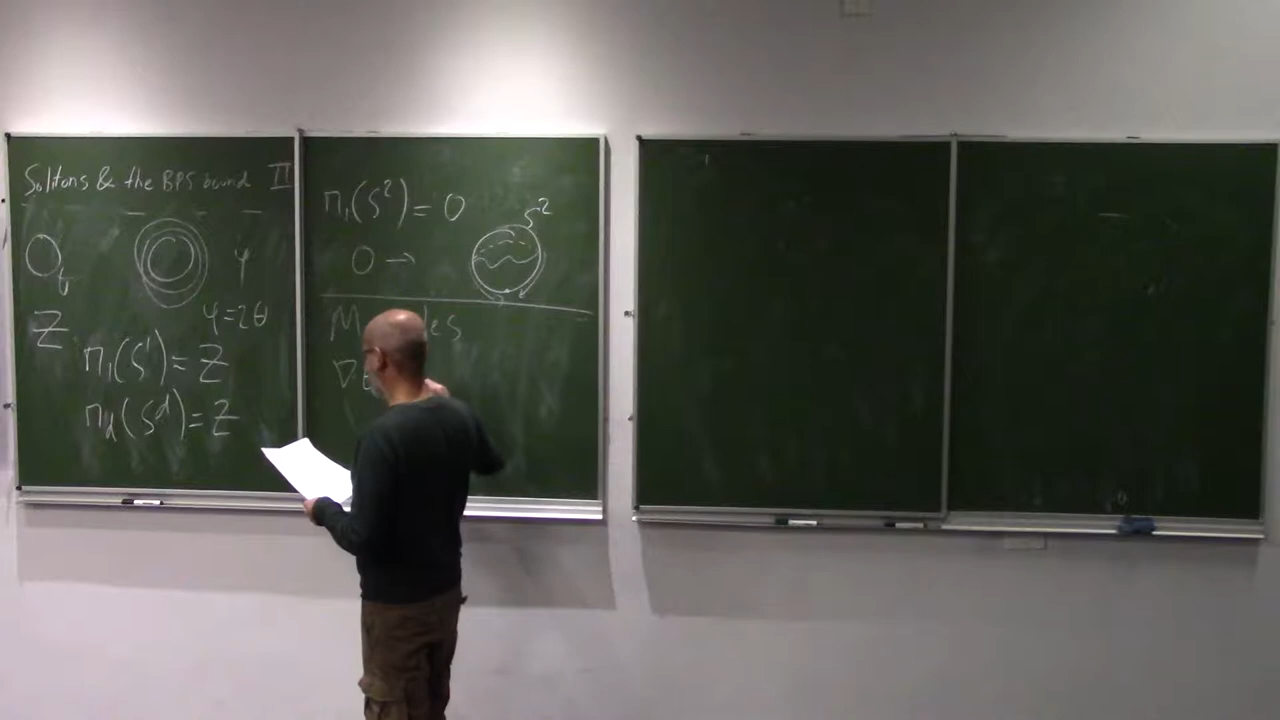 Solitons & the BPS bound II
φ
φ=2θ
Z
π₁(S¹)=Z
π_d(S^d)=Z
π₁(S²)=0
S²
0→